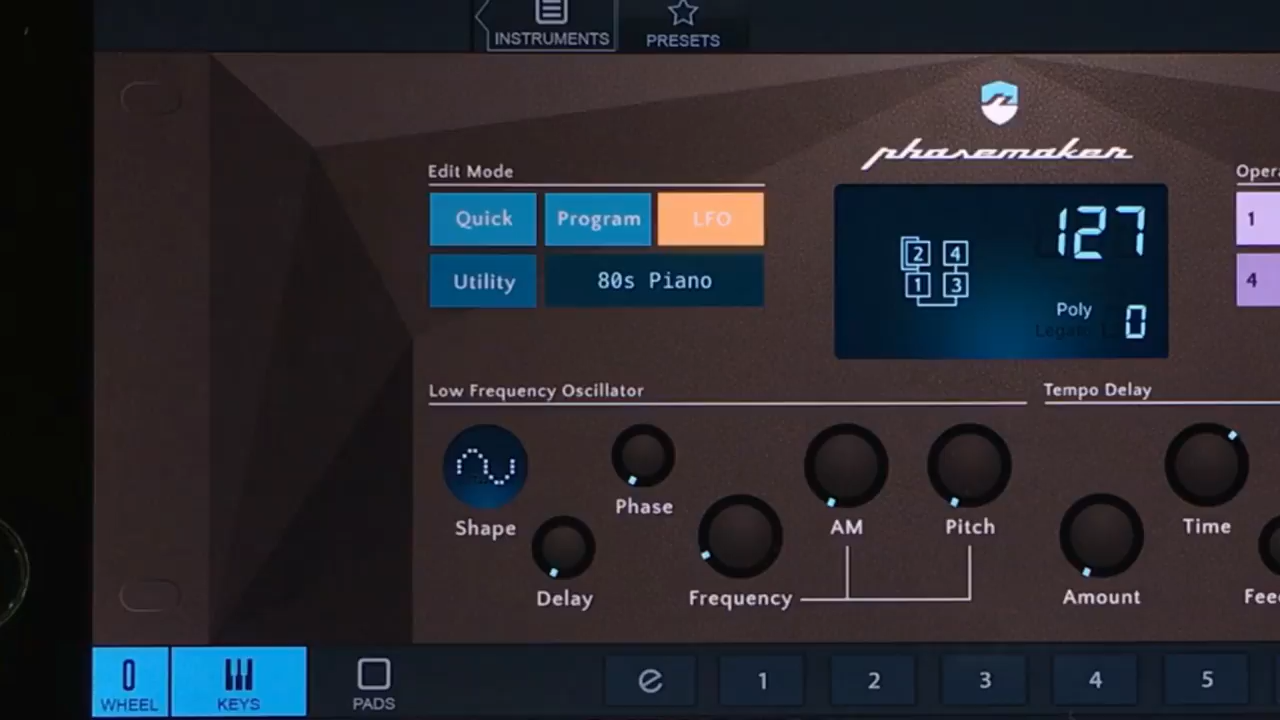 INSTRUMENTS
PRESETS
phasemaker
Edit Mode
Quick
Program
LFO
Utility
80s Piano
127
2
4
1
3
Poly
0
1
4
Low Frequency Oscillator
Tempo Delay
Shape
Phase
Delay
Frequency
AM
Pitch
Time
Amount
WHEEL
KEYS
PADS
e
1
2
3
4
5